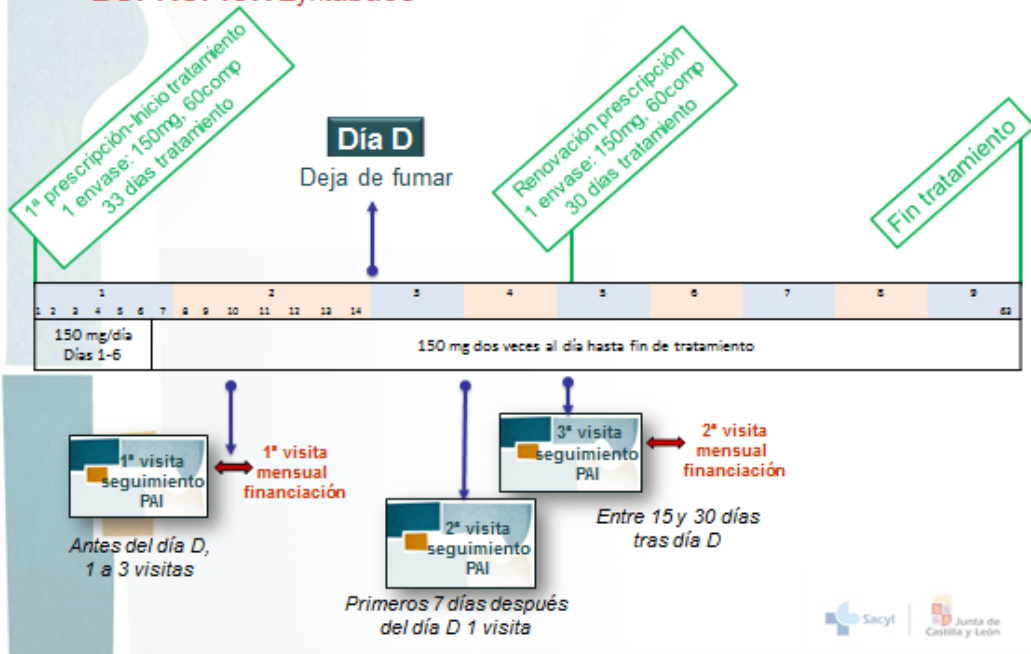 1ª prescripción-Inicio tratamiento
1 envase: 150mg, 60comp
33 días tratamiento
Día D
Deja de fumar
Renovación prescripción
1 envase: 150mg, 60comp
30 días tratamiento
Fin tratamiento
1 2 3 4 5 6 7 8 9
1 2 3 4 5 6 7 8 9 10 11 12 13 14 63
150 mg/día
Días 1-6
150 mg dos veces al día hasta fin de tratamiento
1ª visita
seguimiento
PAI
1ª visita
mensual
financiación
Antes del día D,
1 a 3 visitas
2ª visita
seguimiento
PAI
Primeros 7 días después
del día D 1 visita
3ª visita
seguimiento
PAI
2ª visita
mensual
financiación
Entre 15 y 30 días
tras día D
Sacyl
Junta de
Castilla y León